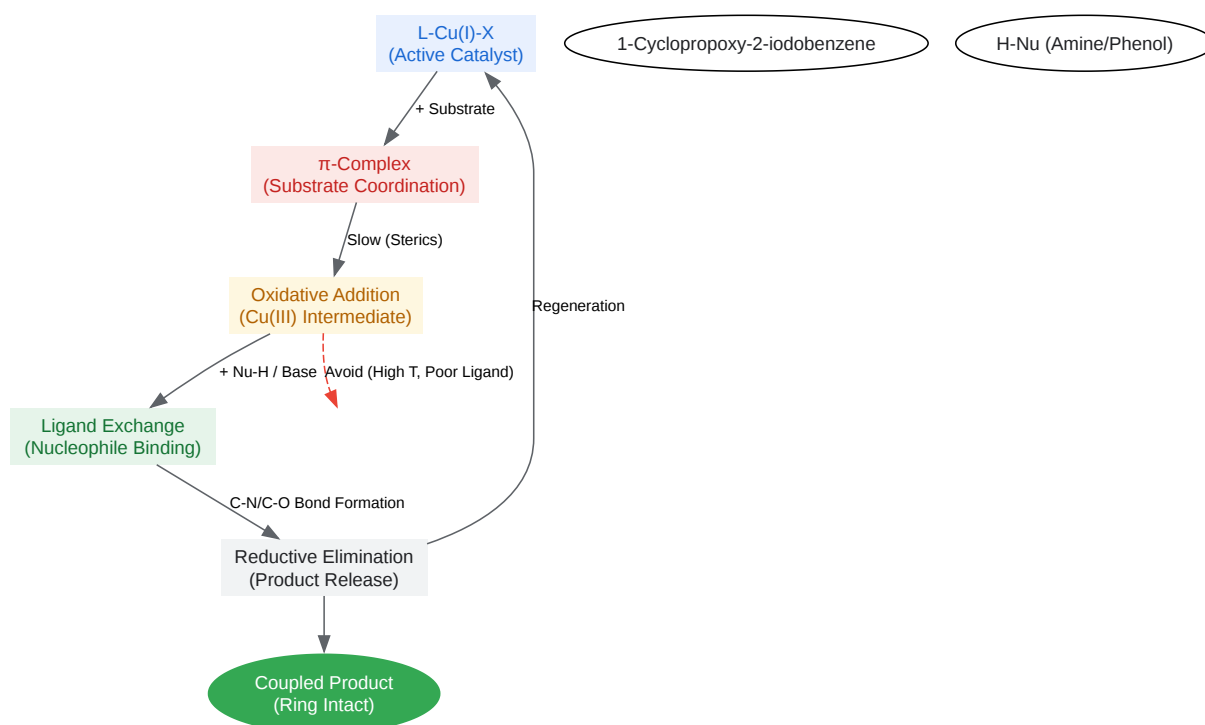 L-Cu(I)-X
(Active Catalyst)
1-Cyclopropoxy-2-iodobenzene
H-Nu (Amine/Phenol)
+ Substrate
π-Complex
(Substrate Coordination)
Slow (Sterics)
Oxidative Addition
(Cu(III) Intermediate)
Regeneration
+ Nu-H / Base
Avoid (High T, Poor Ligand)
Ligand Exchange
(Nucleophile Binding)
C-N/C-O Bond Formation
Reductive Elimination
(Product Release)
Coupled Product
(Ring Intact)